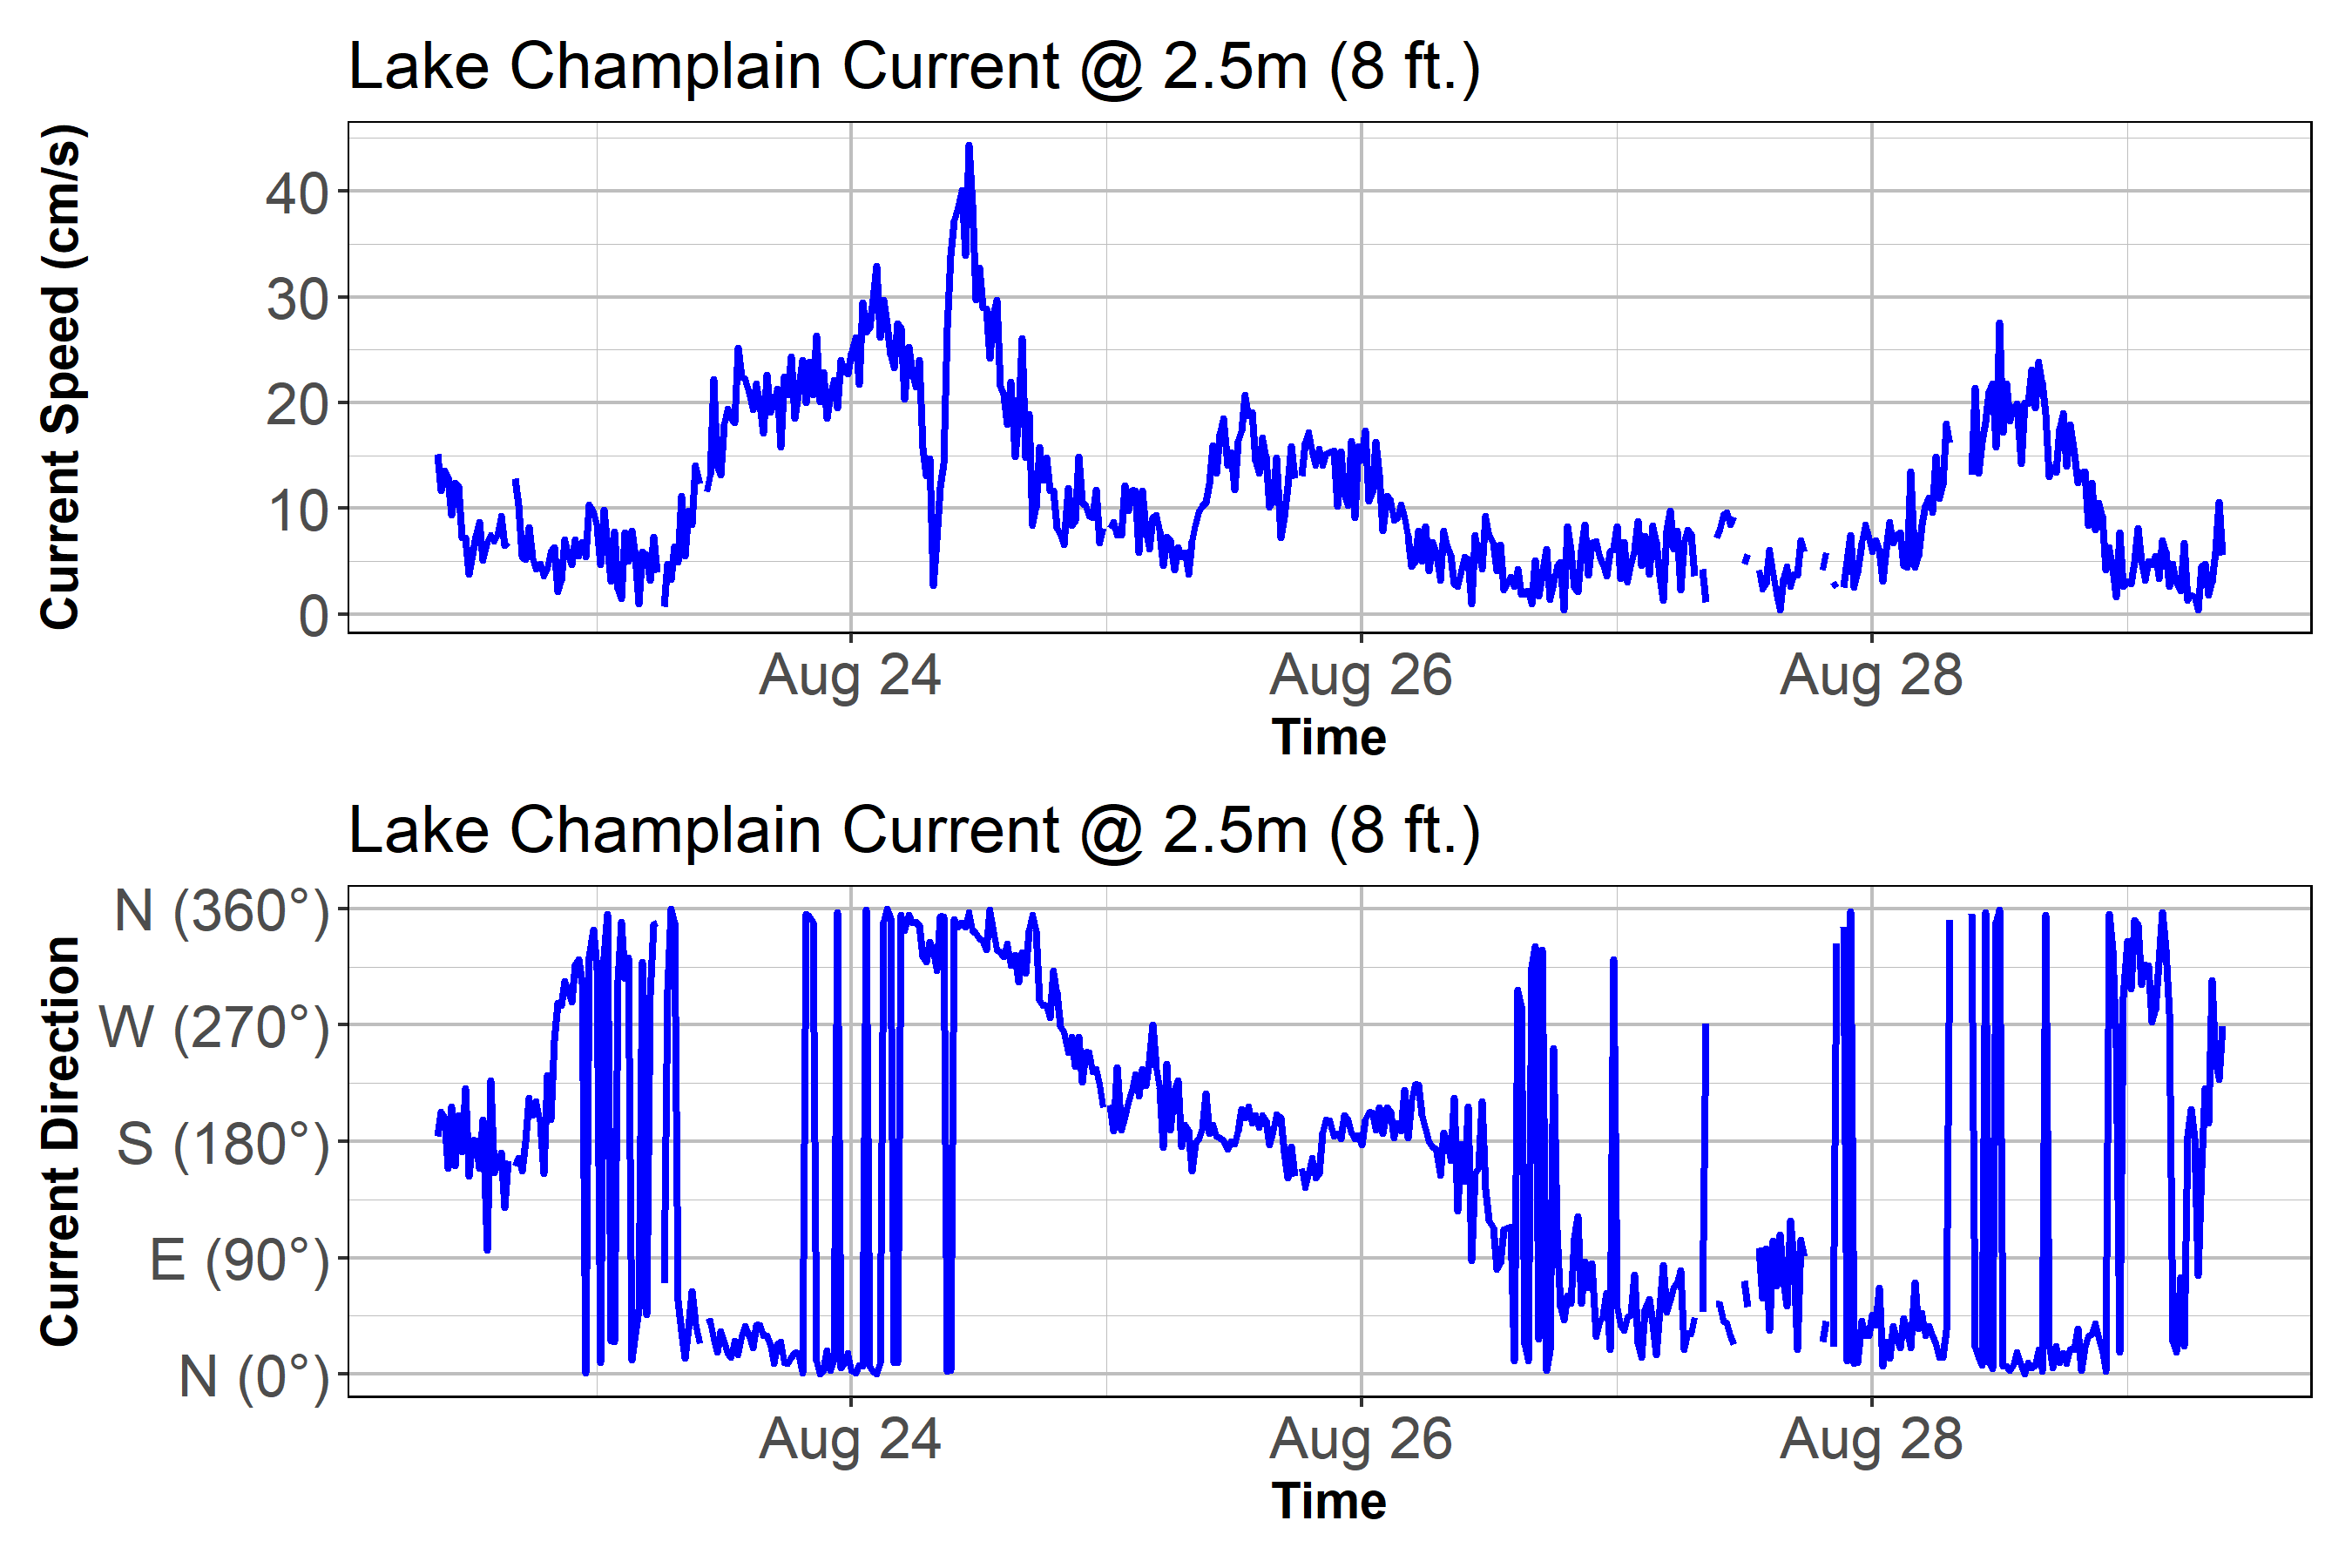 Lake Champlain Current @ 2.5m (8 ft.)
Current Speed (cm/s)
40
30
20
10
0
Aug 24 Aug 26 Aug 28
Time
Lake Champlain Current @ 2.5m (8 ft.)
Current Direction
N (360°)
W (270°)
S (180°)
E (90°)
N (0°)
Aug 24 Aug 26 Aug 28
Time